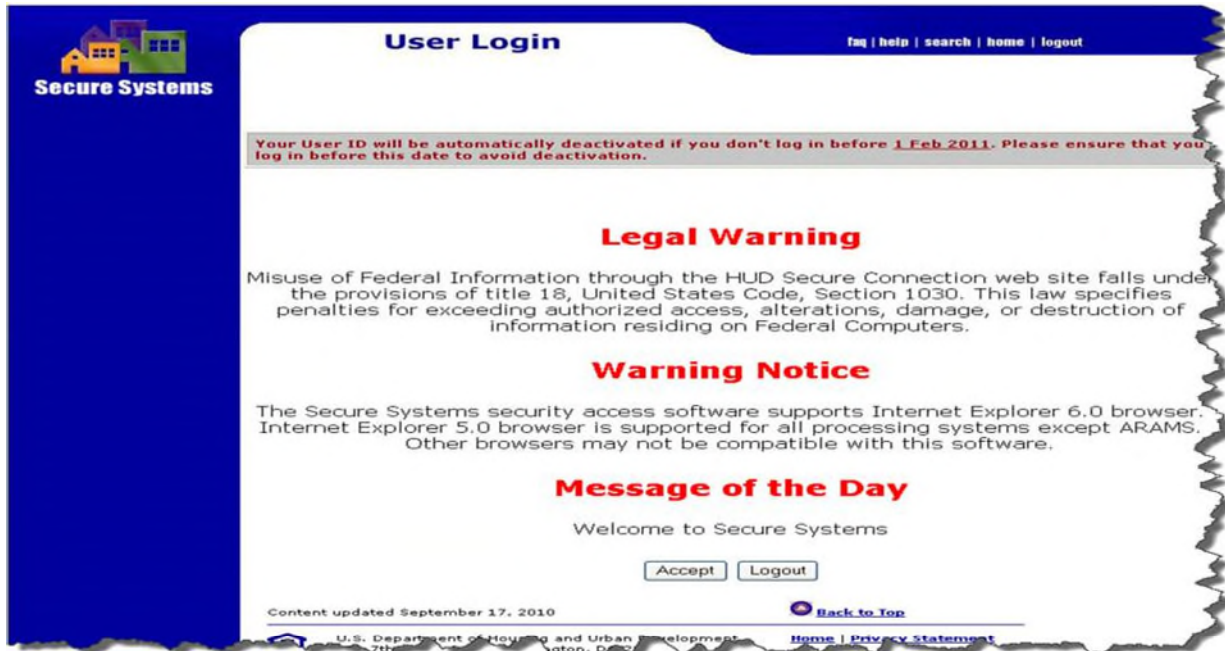 User Login
faq | help | search | home | logout
Secure Systems
Your User ID will be automatically deactivated if you don't log in before 1 Feb 2011. Please ensure that you
log in before this date to avoid deactivation.
Legal Warning
Misuse of Federal Information through the HUD Secure Connection web site falls under
the provisions of title 18, United States Code, Section 1030. This law specifies
penalties for exceeding authorized access, alterations, damage, or destruction of
information residing on Federal Computers.
Warning Notice
The Secure Systems security access software supports Internet Explorer 6.0 browser.
Internet Explorer 5.0 browser is supported for all processing systems except ARAMS.
Other browsers may not be compatible with this software.
Message of the Day
Welcome to Secure Systems
Accept Logout
Content updated September 17, 2010 Back to Top
U.S. Department of Housing and Urban Development Home | Privacy Statement